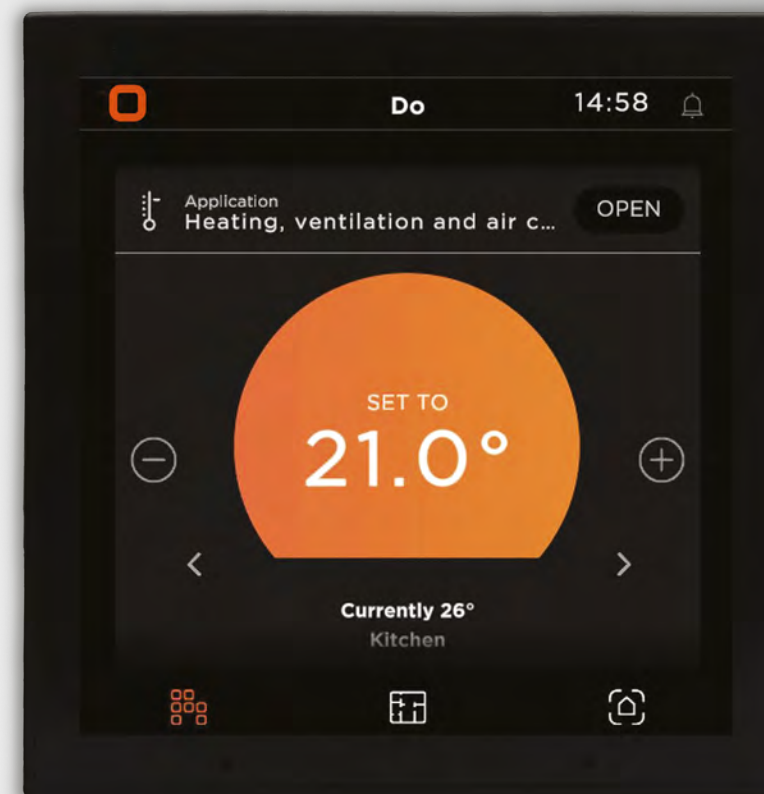 Do
14:58
Application
OPEN
Heating, ventilation and air c...
SET TO
21.0°
Currently 26°
Kitchen